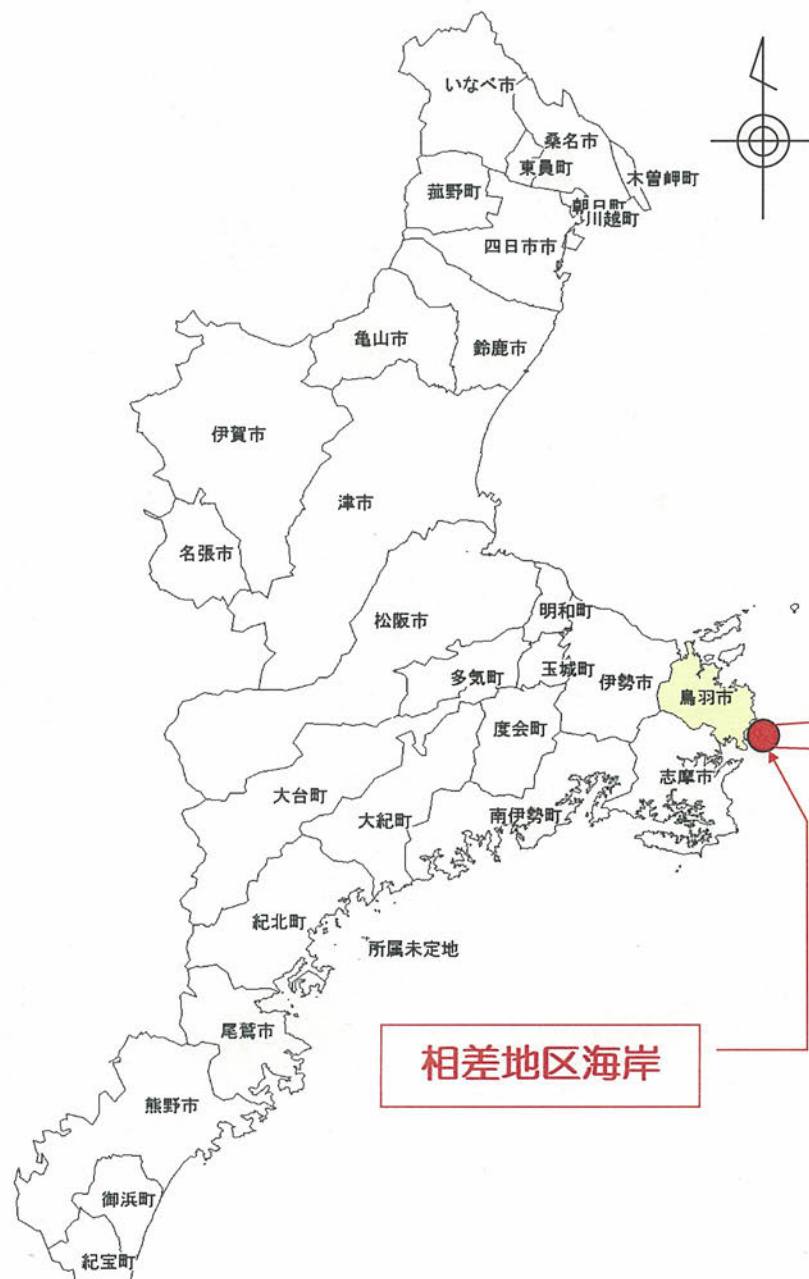 いなべ市
桑名市
東員町
木曽岬町
菰野町
朝日町
川越町
四日市市
亀山市
鈴鹿市
伊賀市
津市
名張市
松阪市
明和町
多気町
玉城町
伊勢市
鳥羽市
度会町
志摩市
大台町
大紀町
南伊勢町
紀北町
所属未定地
尾鷲市
相差地区海岸
熊野市
御浜町
紀宝町